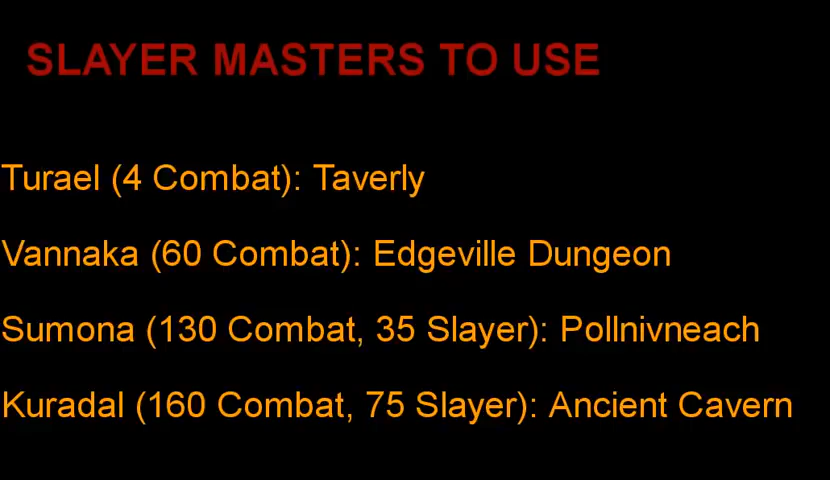 SLAYER MASTERS TO USE
Turael (4 Combat): Taverly
Vannaka (60 Combat): Edgeville Dungeon
Sumona (130 Combat, 35 Slayer): Pollnivneach
Kuradal (160 Combat, 75 Slayer): Ancient Cavern